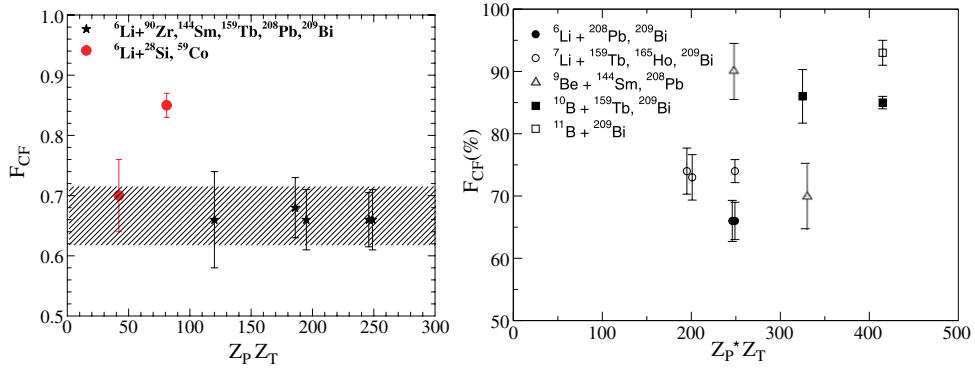 1.0
0.9
0.8
0.7
0.6
0.5
F_CF
⁶Li+⁹⁰Zr,¹⁴⁴Sm,¹⁵⁹Tb,²⁰⁸Pb,²⁰⁹Bi
⁶Li+²⁸Si,⁵⁹Co
0 50 100 150 200 250 300
Z_P Z_T
100
90
80
70
60
50
F_CF(%)
⁶Li + ²⁰⁸Pb, ²⁰⁹Bi
⁷Li + ¹⁵⁹Tb, ¹⁶⁵Ho, ²⁰⁹Bi
⁹Be + ¹⁴⁴Sm, ²⁰⁸Pb
¹⁰B + ¹⁵⁹Tb, ²⁰⁹Bi
¹¹B + ²⁰⁹Bi
0 100 200 300 400 500
Z_P*Z_T